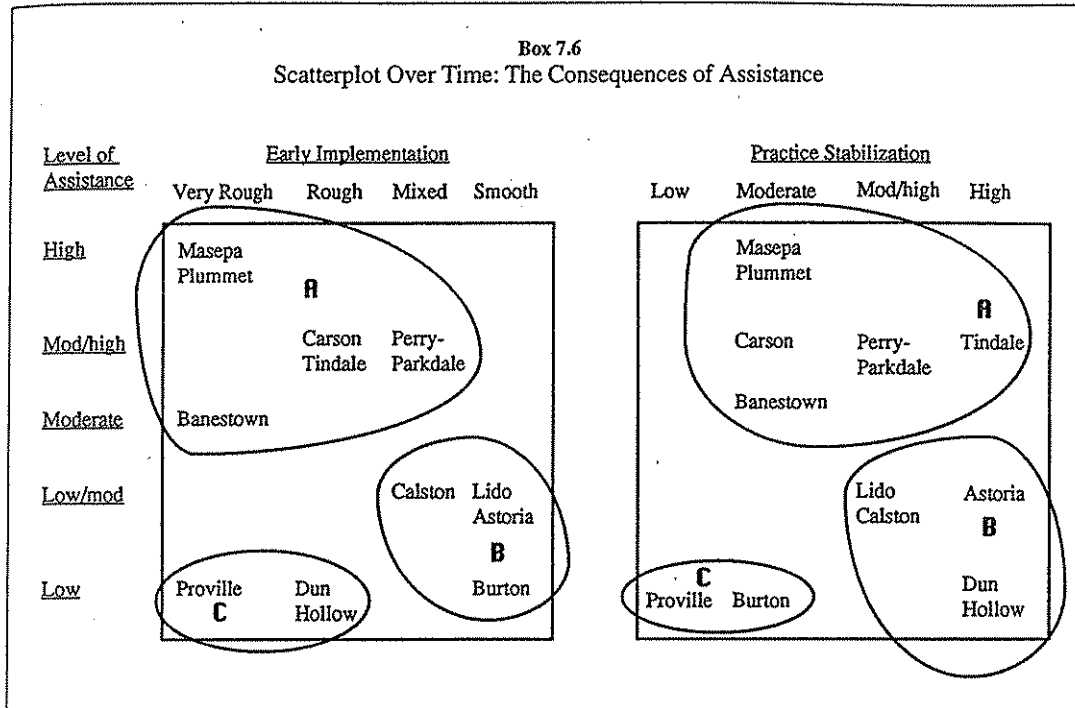 Box 7.6
Scatterplot Over Time: The Consequences of Assistance
Level of Assistance
Early Implementation
Practice Stabilization
Very Rough Rough Mixed Smooth
Low Moderate Mod/high High
High
Masepa
Plummet
A
Masepa
Plummet
A
Mod/high
Carson
Tindale
Perry-
Parkdale
Carson
Perry-
Parkdale
Tindale
Moderate
Banestown
Banestown
Low/mod
Calston
Lido
Astoria
B
Lido
Calston
Astoria
B
Low
Proville
C
Dun
Hollow
Burton
C
Proville Burton
Dun
Hollow